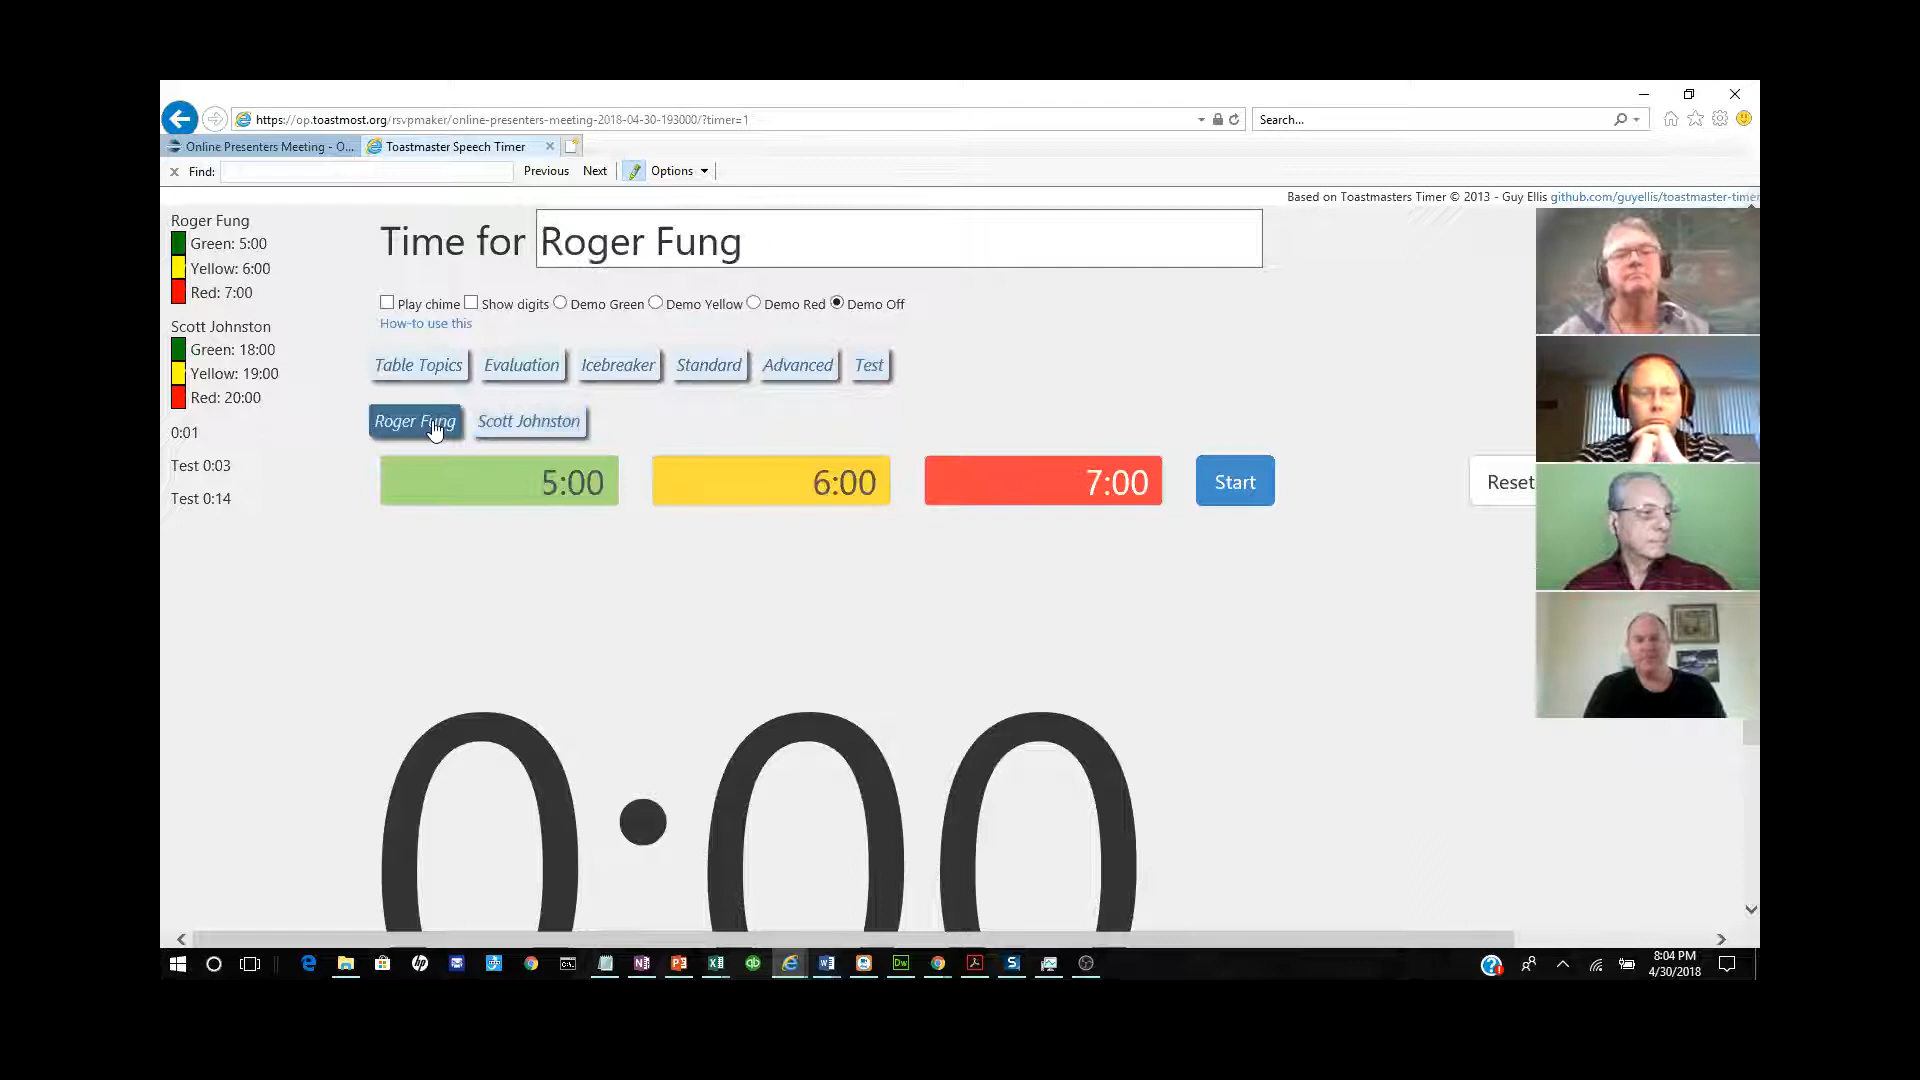 https://op.toastmost.org/rsvpmaker/online-presenters-meeting-2018-04-30-193000/?timer=1
Search...
Online Presenters Meeting - O...
Toastmaster Speech Timer
Find:
Previous
Next
Options
Based on Toastmasters Timer © 2013 - Guy Ellis github.com/guyellis/toastmaster-timer
Roger Fung
Green: 5:00
Yellow: 6:00
Red: 7:00
Scott Johnston
Green: 18:00
Yellow: 19:00
Red: 20:00
0:01
Test 0:03
Test 0:14
Time for Roger Fung
Play chime Show digits Demo Green Demo Yellow Demo Red Demo Off
How-to use this
Table Topics Evaluation Icebreaker Standard Advanced Test
Roger Fung Scott Johnston
5:00 6:00 7:00 Start Reset
0:00
8:04 PM
4/30/2018